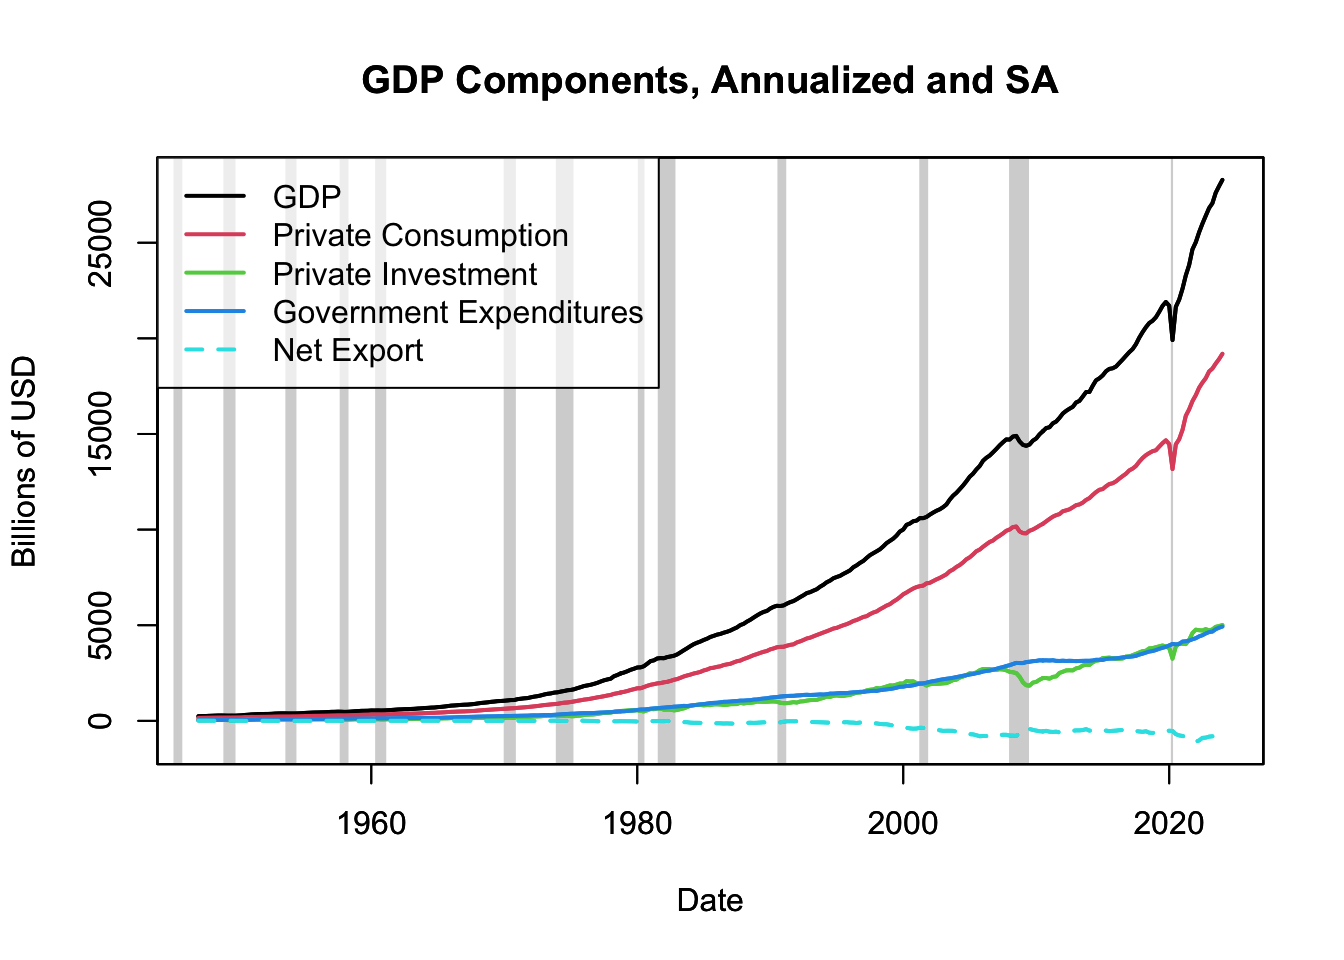 GDP Components, Annualized and SA
GDP
Private Consumption
Private Investment
Government Expenditures
Net Export
Billions of USD
25000
15000
5000
0
1960
1980
2000
2020
Date